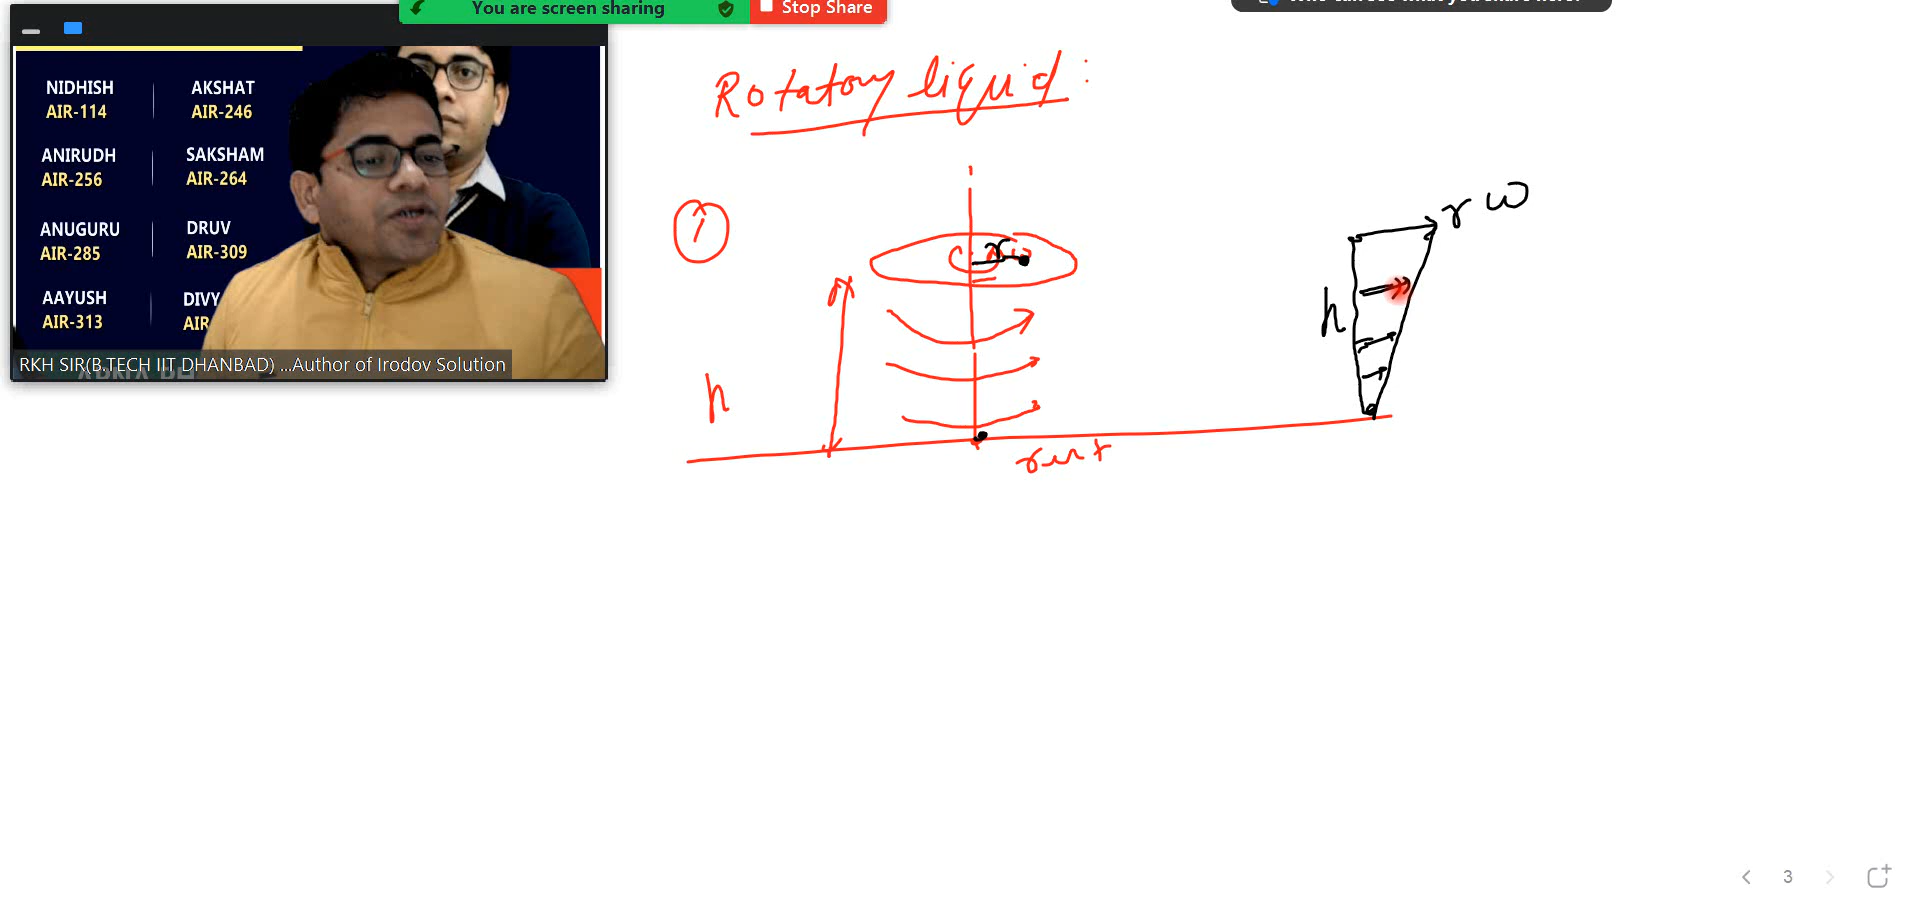 You are screen sharing
Stop Share
NIDHISH
AIR-114
AKSHAT
AIR-246
ANIRUDH
AIR-256
SAKSHAM
AIR-264
ANUGURU
AIR-285
DRUV
AIR-309
AAYUSH
AIR-313
DIVY
AIR
RKH SIR(B.TECH IIT DHANBAD) ...Author of Irodov Solution
Rotatory liquid :
i
r
h
rest
r ω
h
3